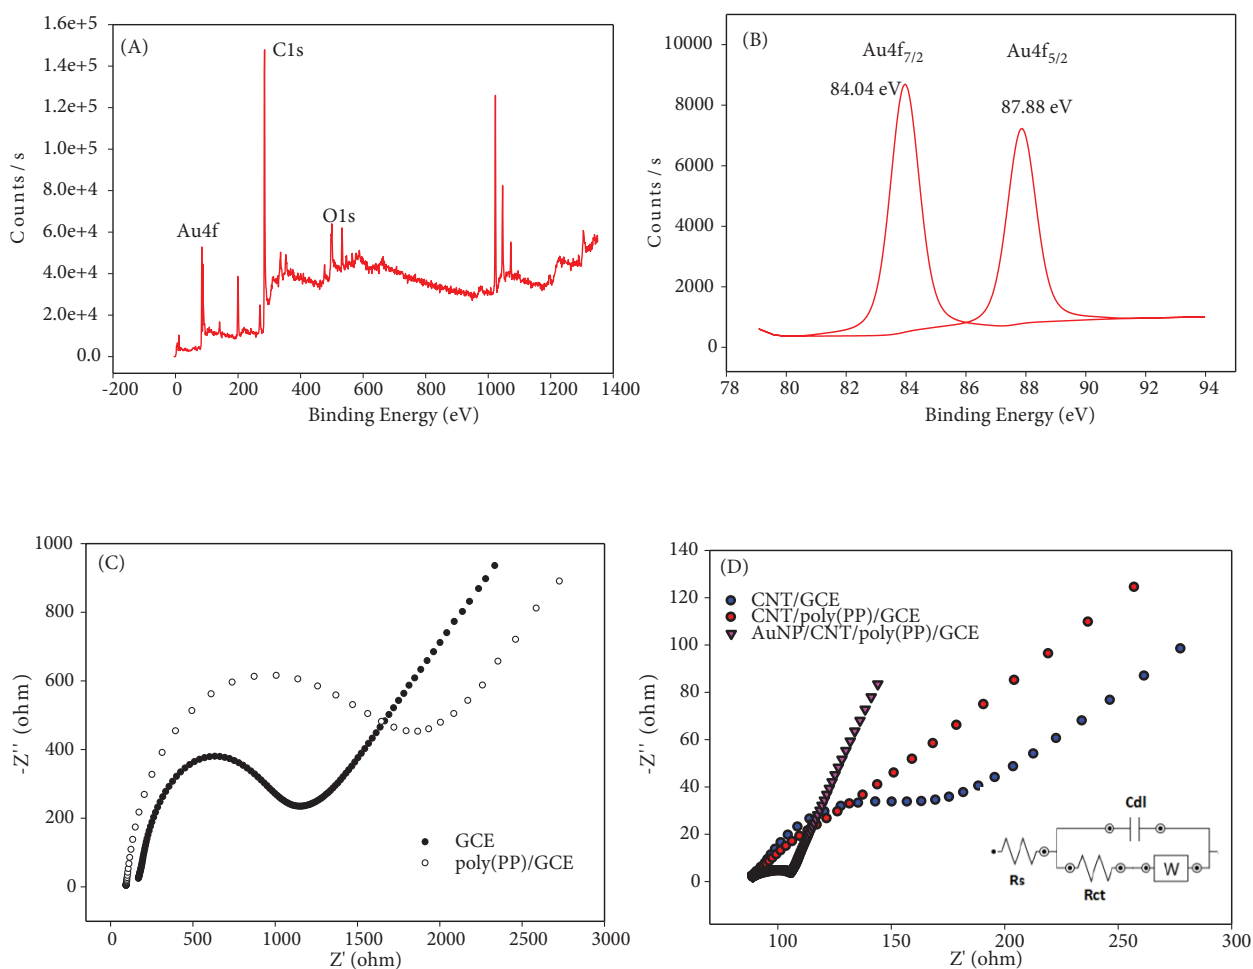 (A)
C1s
Au4f
O1s
1.6e+5
1.4e+5
1.2e+5
1.0e+5
8.0e+4
6.0e+4
4.0e+4
2.0e+4
0.0
Counts / s
-200 0 200 400 600 800 1000 1200 1400
Binding Energy (eV)
(B)
Au4f7/2
Au4f5/2
84.04 eV
87.88 eV
10000
8000
6000
4000
2000
0
Counts / s
78 80 82 84 86 88 90 92 94
Binding Energy (eV)
(C)
1000
800
600
400
200
0
-Z'' (ohm)
GCE
poly(PP)/GCE
0 500 1000 1500 2000 2500 3000
Z' (ohm)
(D)
CNT/GCE
CNT/poly(PP)/GCE
AuNP/CNT/poly(PP)/GCE
140
120
100
80
60
40
20
0
-Z'' (ohm)
Cdl
Rs
Rct
W
100 150 200 250 300
Z' (ohm)